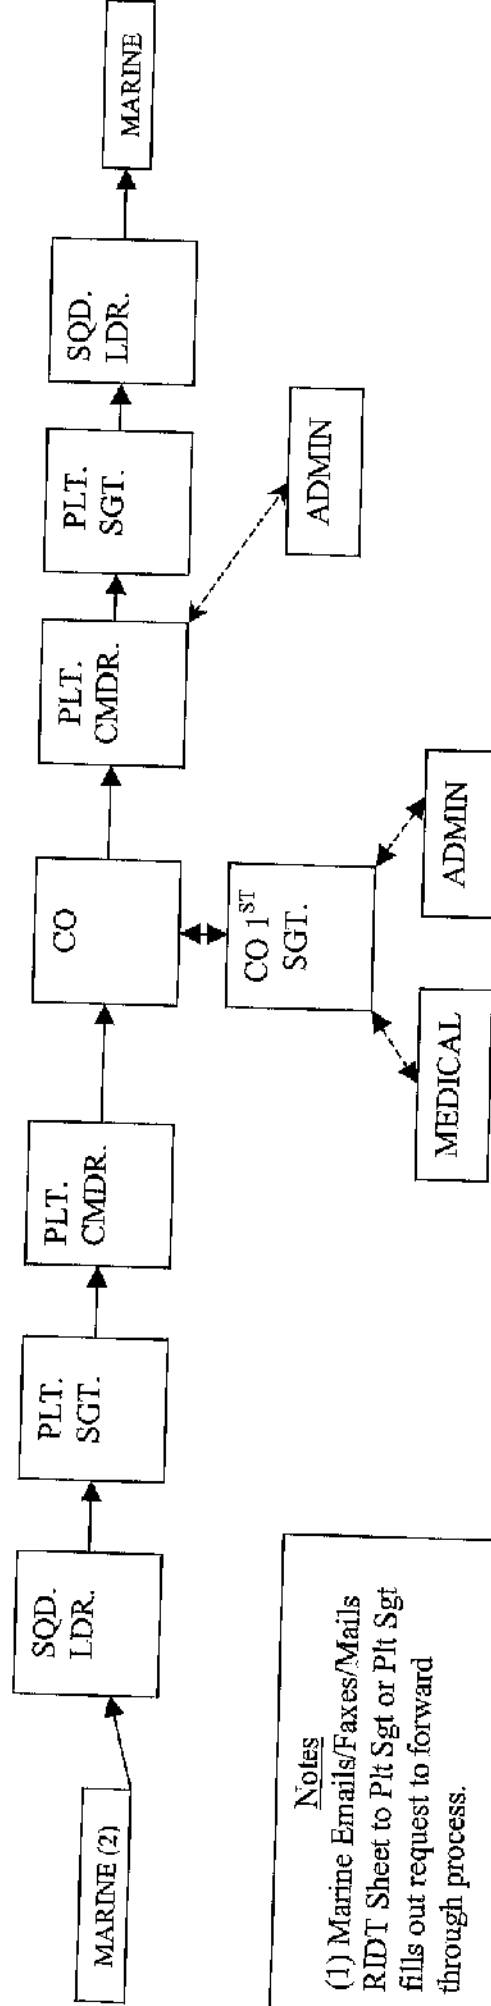 MARINE (2)
SQD.
LDR.
PLT.
SGT.
PLT.
CMDR.
CO
PLT.
CMDR.
PLT.
SGT.
SQD.
LDR.
MARINE
CO 1ST
SGT.
MEDICAL
ADMIN
ADMIN
Notes
(1) Marine Emails/Faxes/Mails
RIDT Sheet to Plt Sgt or Plt Sgt
fills out request to forward
through process.